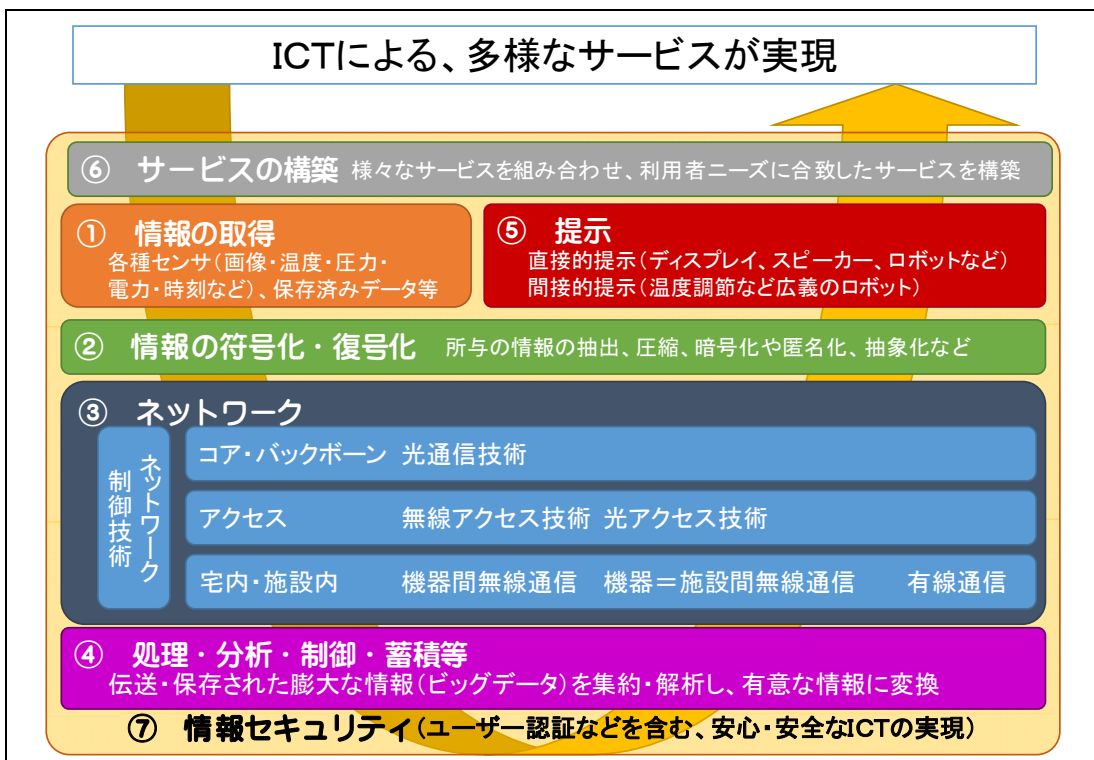 ICTによる、多様なサービスが実現
⑥ サービスの構築 様々なサービスを組み合わせ、利用者ニーズに合致したサービスを構築
① 情報の取得
各種センサ(画像・温度・圧力・
電力・時刻など)、保存済みデータ等
⑤ 提示
直接的提示(ディスプレイ、スピーカー、ロボットなど)
間接的提示(温度調節など広義のロボット)
② 情報の符号化・復号化 所与の情報の抽出、圧縮、暗号化や匿名化、抽象化など
③ ネットワーク
ネットワーク
制御技術
コア・バックボーン 光通信技術
アクセス 無線アクセス技術 光アクセス技術
宅内・施設内 機器間無線通信 機器=施設間無線通信 有線通信
④ 処理・分析・制御・蓄積等
伝送・保存された膨大な情報(ビッグデータ)を集約・解析し、有意な情報に変換
⑦ 情報セキュリティ(ユーザー認証などを含む、安心・安全なICTの実現)